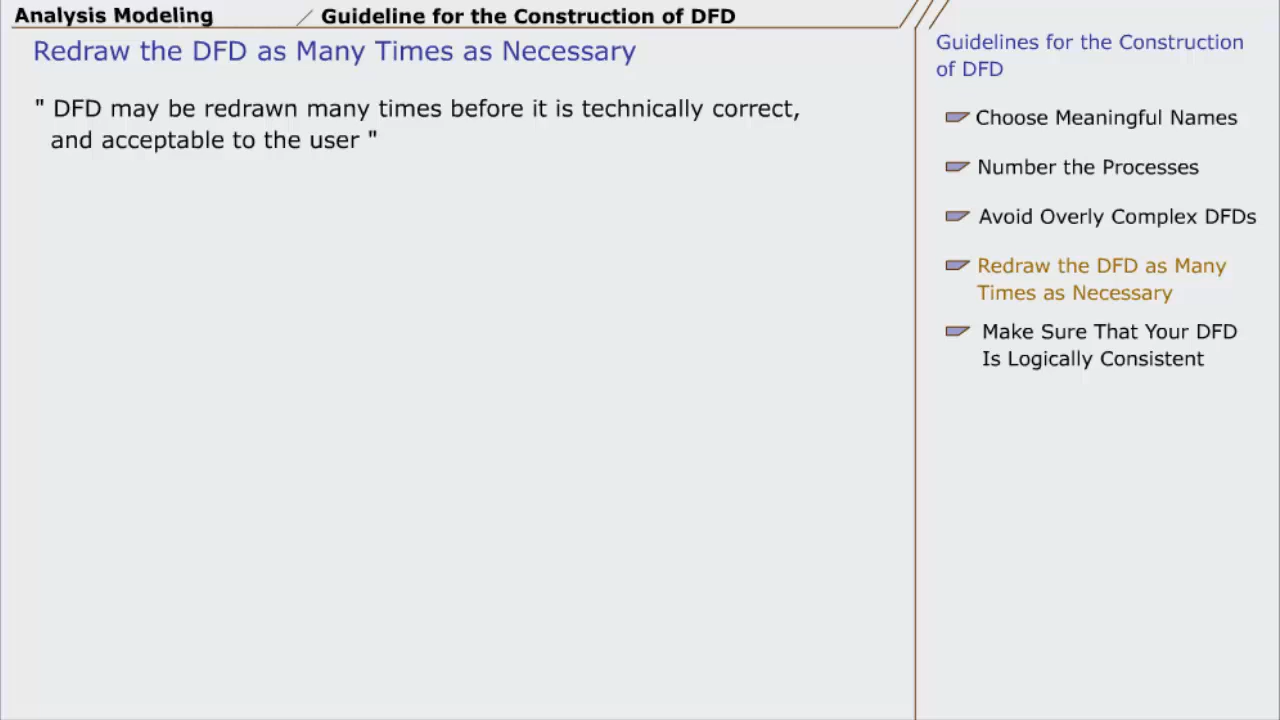 Analysis Modeling / Guideline for the Construction of DFD
Redraw the DFD as Many Times as Necessary
" DFD may be redrawn many times before it is technically correct,
and acceptable to the user "
Guidelines for the Construction
of DFD
Choose Meaningful Names
Number the Processes
Avoid Overly Complex DFDs
Redraw the DFD as Many
Times as Necessary
Make Sure That Your DFD
Is Logically Consistent